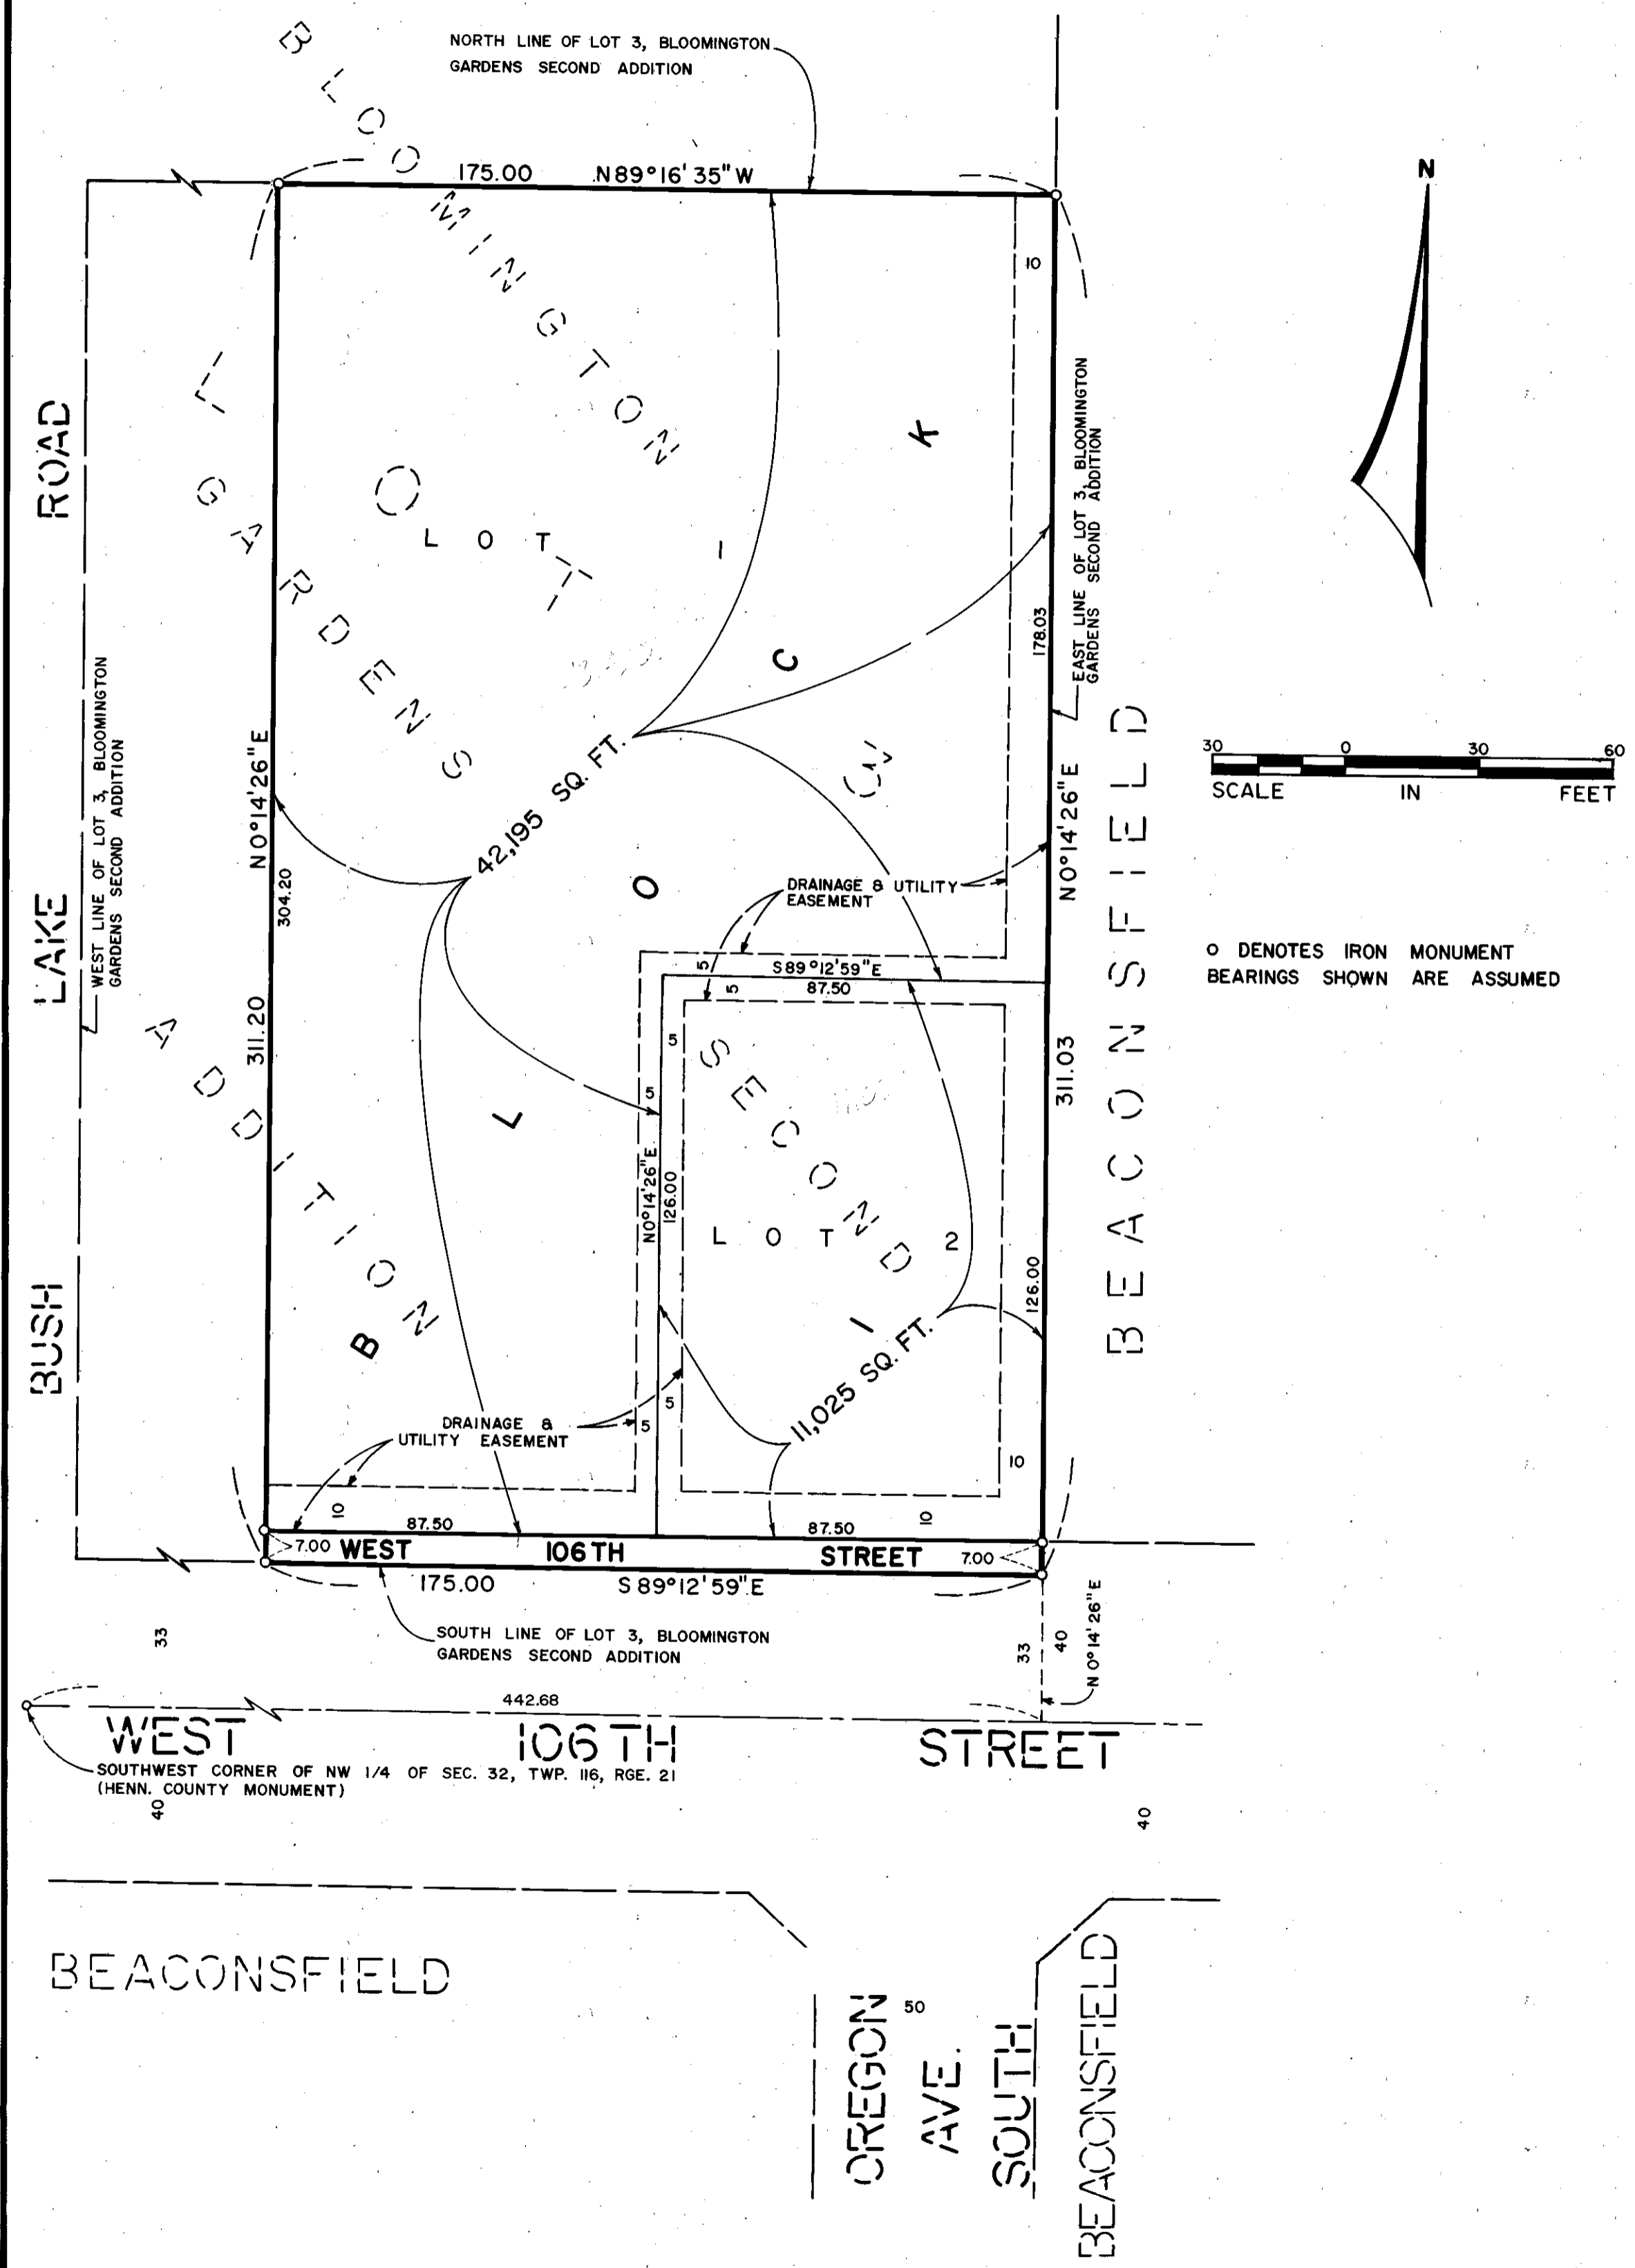 NORTH LINE OF LOT 3, BLOOMINGTON
GARDENS SECOND ADDITION
BLOOMINGTON
175.00 N89°16'35"W
N
10
LOT 3
GARDENS
SECOND
ADDITION
LOT 1
BLOCK 1
BUSH LAKE ROAD
WEST LINE OF LOT 3, BLOOMINGTON
GARDENS SECOND ADDITION
EAST LINE OF LOT 3, BLOOMINGTON
GARDENS SECOND ADDITION
178.03
N0°14'26"E
304.20
311.20
42,195 SQ. FT.
N0°14'26"E
311.03
BEACONSFIELD
30 0 30 60
SCALE IN FEET
DRAINAGE & UTILITY
EASEMENT
O DENOTES IRON MONUMENT
BEARINGS SHOWN ARE ASSUMED
5
S89°12'59"E
5
87.50
5
5
N0°14'26"E
126.00
LOT 2
126.00
11,025 SQ. FT.
DRAINAGE &
UTILITY EASEMENT
5
5
10
10
87.50
87.50
10
7.00 WEST 106TH STREET 7.00
175.00 S89°12'59"E
SOUTH LINE OF LOT 3, BLOOMINGTON
GARDENS SECOND ADDITION
33
33
40
N0°14'26"E
442.68
WEST 106TH STREET
SOUTHWEST CORNER OF NW 1/4 OF SEC. 32, TWP. 116, RGE. 21
(HENN. COUNTY MONUMENT)
40
40
BEACONSFIELD
OREGON
AVE.
SOUTH
50
BEACONSFIELD